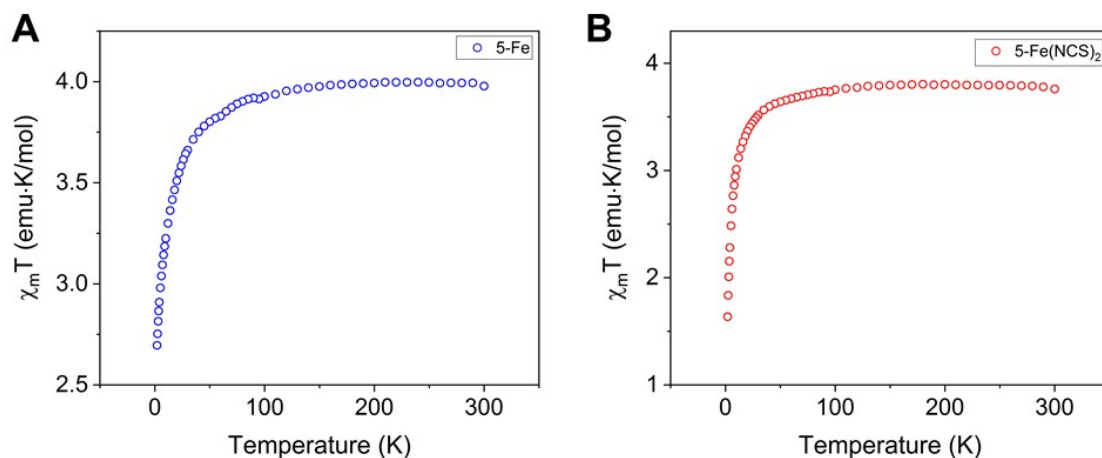 A
5-Fe
4.0
3.5
3.0
2.5
χₘT (emu·K/mol)
0
100
200
300
Temperature (K)
B
5-Fe(NCS)₂
4
3
2
1
χₘT (emu·K/mol)
0
100
200
300
Temperature (K)